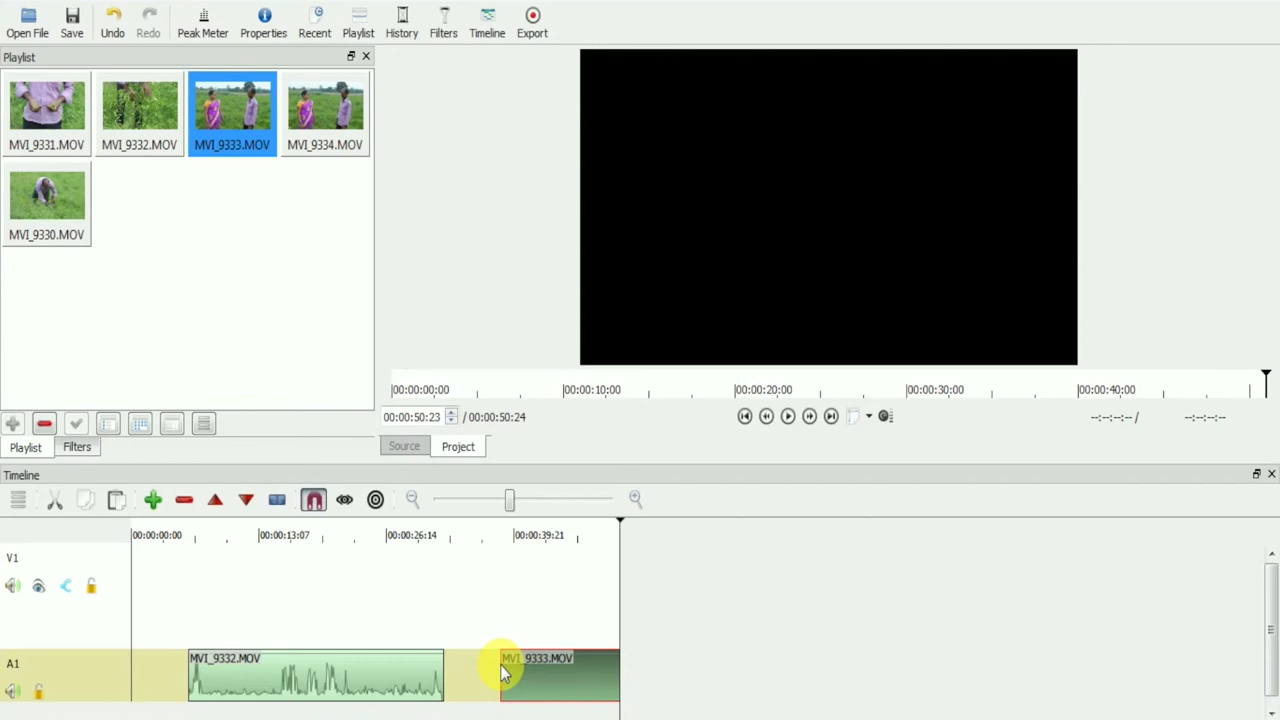 Open File Save Undo Redo Peak Meter Properties Recent Playlist History Filters Timeline Export
Playlist
MVI_9331.MOV MVI_9332.MOV MVI_9333.MOV MVI_9334.MOV
MVI_9330.MOV
00:00:00;00 00:00:10;00 00:00:20;00 00:00:30;00 00:00:40;00
00:00:50:23 / 00:00:50:24 --:--:--:-- / --:--:--:--
Playlist Filters Source Project
Timeline
00:00:00:00 00:00:13:07 00:00:26:14 00:00:39:21
V1
MVI_9332.MOV MVI_9333.MOV
A1